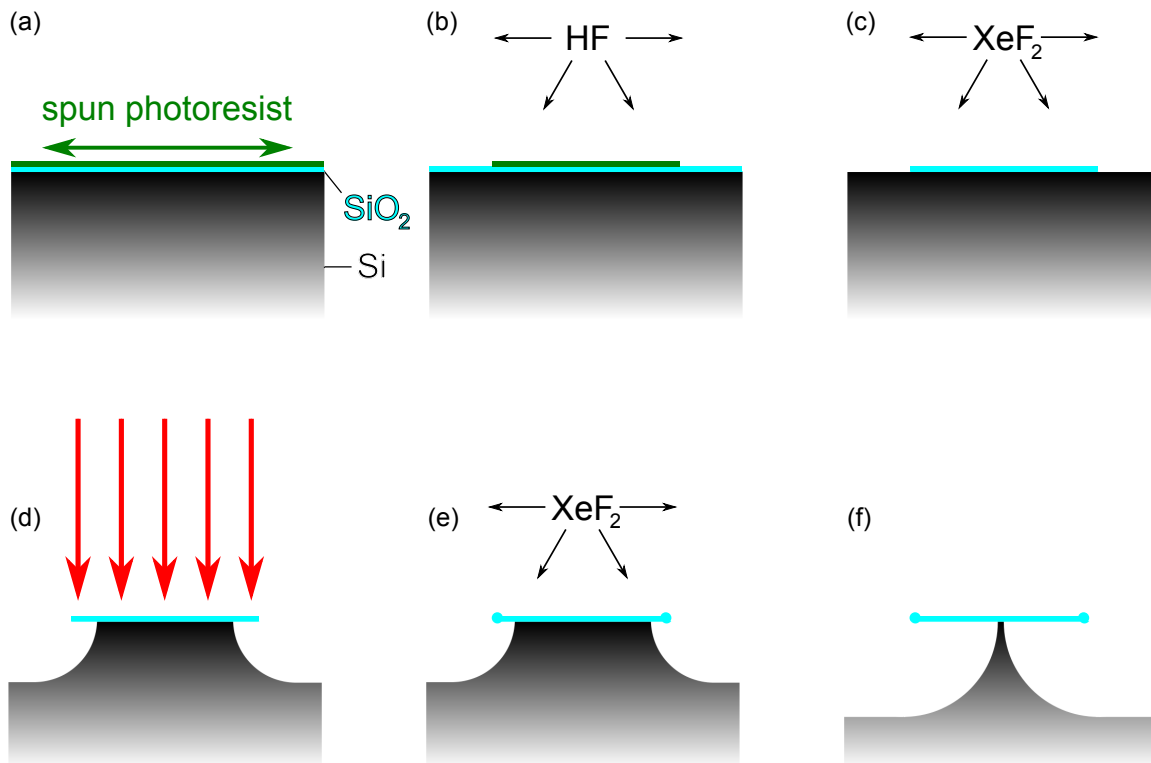 (a)
spun photoresist
SiO₂
Si
(b)
HF
(c)
XeF₂
(d)
(e)
XeF₂
(f)